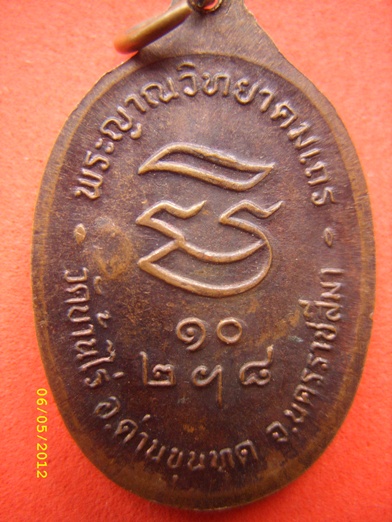 พระญาณวิทยาคมเถร
๑๐
๒ ฯ ๘
วัดบ้านไร่ อ.ด่านขุนทด จ.นครราชสีมา
06/05/2012